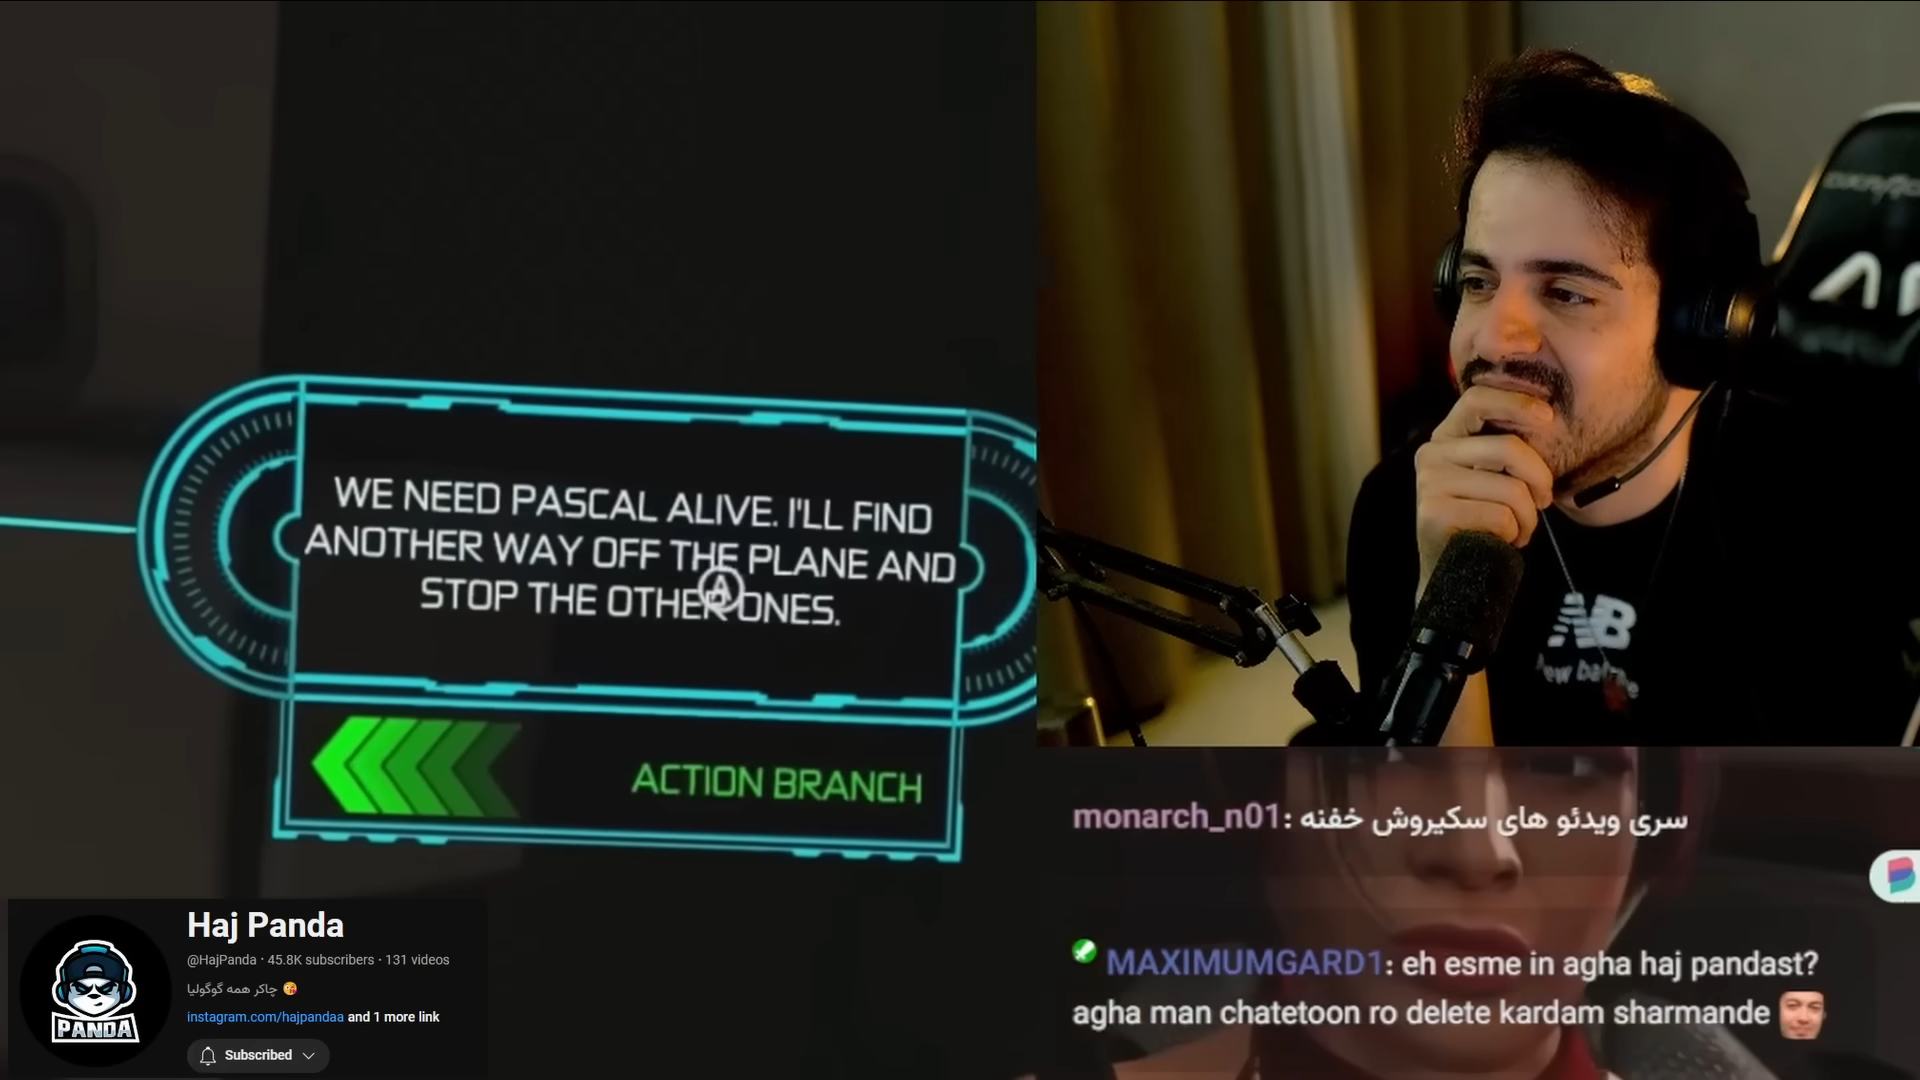 WE NEED PASCAL ALIVE. I'LL FIND
ANOTHER WAY OFF THE PLANE AND
STOP THE OTHER ONES.
A
ACTION BRANCH
NB
new balance
monarch_n01: سری ویدئو های سکیروش خفنه
MAXIMUMGARD1: eh esme in agha haj pandast?
agha man chatetoon ro delete kardam sharmande
Haj Panda
@HajPanda · 45.8K subscribers · 131 videos
چاکر همه گوگولیا 😘
instagram.com/hajpandaa and 1 more link
Subscribed
PANDA